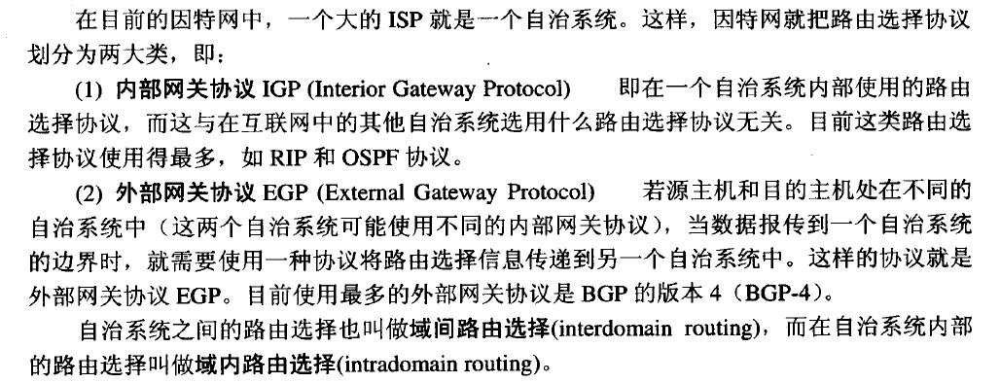 在目前的因特网中，一个大的 ISP 就是一个自治系统。这样，因特网就把路由选择协议
划分为两大类，即：
(1) 内部网关协议 IGP (Interior Gateway Protocol)　　即在一个自治系统内部使用的路由
选择协议，而这与在互联网中的其他自治系统选用什么路由选择协议无关。目前这类路由选
择协议使用得最多，如 RIP 和 OSPF 协议。
(2) 外部网关协议 EGP (External Gateway Protocol)　　若源主机和目的主机处在不同的
自治系统中（这两个自治系统可能使用不同的内部网关协议），当数据报传到一个自治系统
的边界时，就需要使用一种协议将路由选择信息传递到另一个自治系统中。这样的协议就是
外部网关协议 EGP。目前使用最多的外部网关协议是 BGP 的版本 4（BGP-4）。
自治系统之间的路由选择也叫做域间路由选择(interdomain routing)，而在自治系统内部
的路由选择叫做域内路由选择(intradomain routing)。